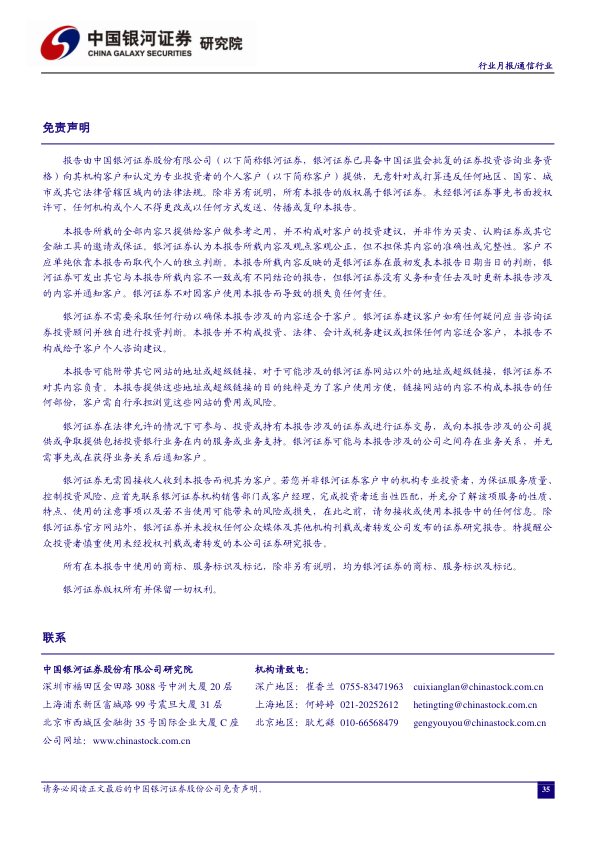 中国银河证券 研究院
CHINA GALAXY SECURITIES
行业月报/通信行业
免责声明
报告由中国银河证券股份有限公司(以下简称银河证券,银河证券已具备中国证监会批复的证券投资咨询业务资
格)向其机构客户和认定为专业投资者的个人客户(以下简称客户)提供,无意针对或打算违反任何地区、国家、城
市或其它法律管辖区域内的法律法规。除非另有说明,所有本报告的版权属于银河证券。未经银河证券事先书面授权
许可,任何机构或个人不得更改或以任何方式发送、传播或复印本报告。
本报告所载的全部内容只提供给客户做参考之用,并不构成对客户的投资建议,并非作为买卖、认购证券或其它
金融工具的邀请或保证。银河证券认为本报告所载内容及观点客观公正,但不担保其内容的准确性或完整性。客户不
应单纯依靠本报告而取代个人的独立判断。本报告所载内容反映的是银河证券在最初发表本报告日期当日的判断,银
河证券可发出其它与本报告所载内容不一致或有不同结论的报告,但银河证券没有义务和责任去及时更新本报告涉及
的内容并通知客户。银河证券不对因客户使用本报告而导致的损失负任何责任。
银河证券不需要采取任何行动以确保本报告涉及的内容适合于客户。银河证券建议客户如有任何疑问应当咨询证
券投资顾问并独自进行投资判断。本报告并不构成投资、法律、会计或税务建议或担保任何内容适合客户,本报告不
构成给予客户个人咨询建议。
本报告可能附带其它网站的地址或超级链接,对于可能涉及的银河证券网站以外的地址或超级链接,银河证券不
对其内容负责。本报告提供这些地址或超级链接的目的纯粹是为了客户使用方便,链接网站的内容不构成本报告的任
何部份,客户需自行承担浏览这些网站的费用或风险。
银河证券在法律允许的情况下可参与、投资或持有本报告涉及的证券或进行证券交易,或向本报告涉及的公司提
供或争取提供包括投资银行业务在内的服务或业务支持。银河证券可能与本报告涉及的公司之间存在业务关系,并无
需事先或在获得业务关系后通知客户。
银河证券无需因接收人收到本报告而视其为客户。若您并非银河证券客户中的机构专业投资者,为保证服务质量、
控制投资风险、应首先联系银河证券机构销售部门或客户经理,完成投资者适当性匹配,并充分了解该项服务的性质、
特点、使用的注意事项以及若不当使用可能带来的风险或损失,在此之前,请勿接收或使用本报告中的任何信息。除
银河证券官方网站外,银河证券并未授权任何公众媒体及其他机构刊载或者转发公司发布的证券研究报告。特提醒公
众投资者慎重使用未经授权刊载或者转发的本公司证券研究报告。
所有在本报告中使用的商标、服务标识及标记,除非另有说明,均为银河证券的商标、服务标识及标记。
银河证券版权所有并保留一切权利。
联系
中国银河证券股份有限公司研究院 机构请致电:
深圳市福田区金田路 3088 号中洲大厦 20 层 深广地区:崔香兰 0755-83471963 cuixianglan@chinastock.com.cn
上海浦东新区富城路 99 号震旦大厦 31 层 上海地区:何婷婷 021-20252612 hetingting@chinastock.com.cn
北京市西城区金融街 35 号国际企业大厦 C 座 北京地区:耿尤繇 010-66568479 gengyouyou@chinastock.com.cn
公司网址:www.chinastock.com.cn
请务必阅读正文最后的中国银河证券股份公司免责声明。 35